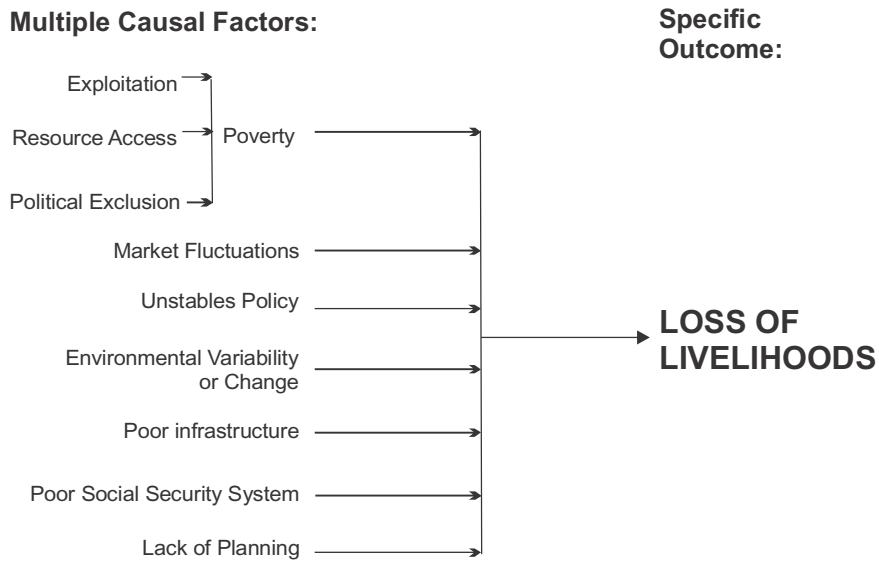 Multiple Causal Factors:
Specific
Outcome:
Exploitation
Resource Access
Poverty
Political Exclusion
Market Fluctuations
Unstables Policy
Environmental Variability
or Change
Poor infrastructure
Poor Social Security System
Lack of Planning
LOSS OF
LIVELIHOODS